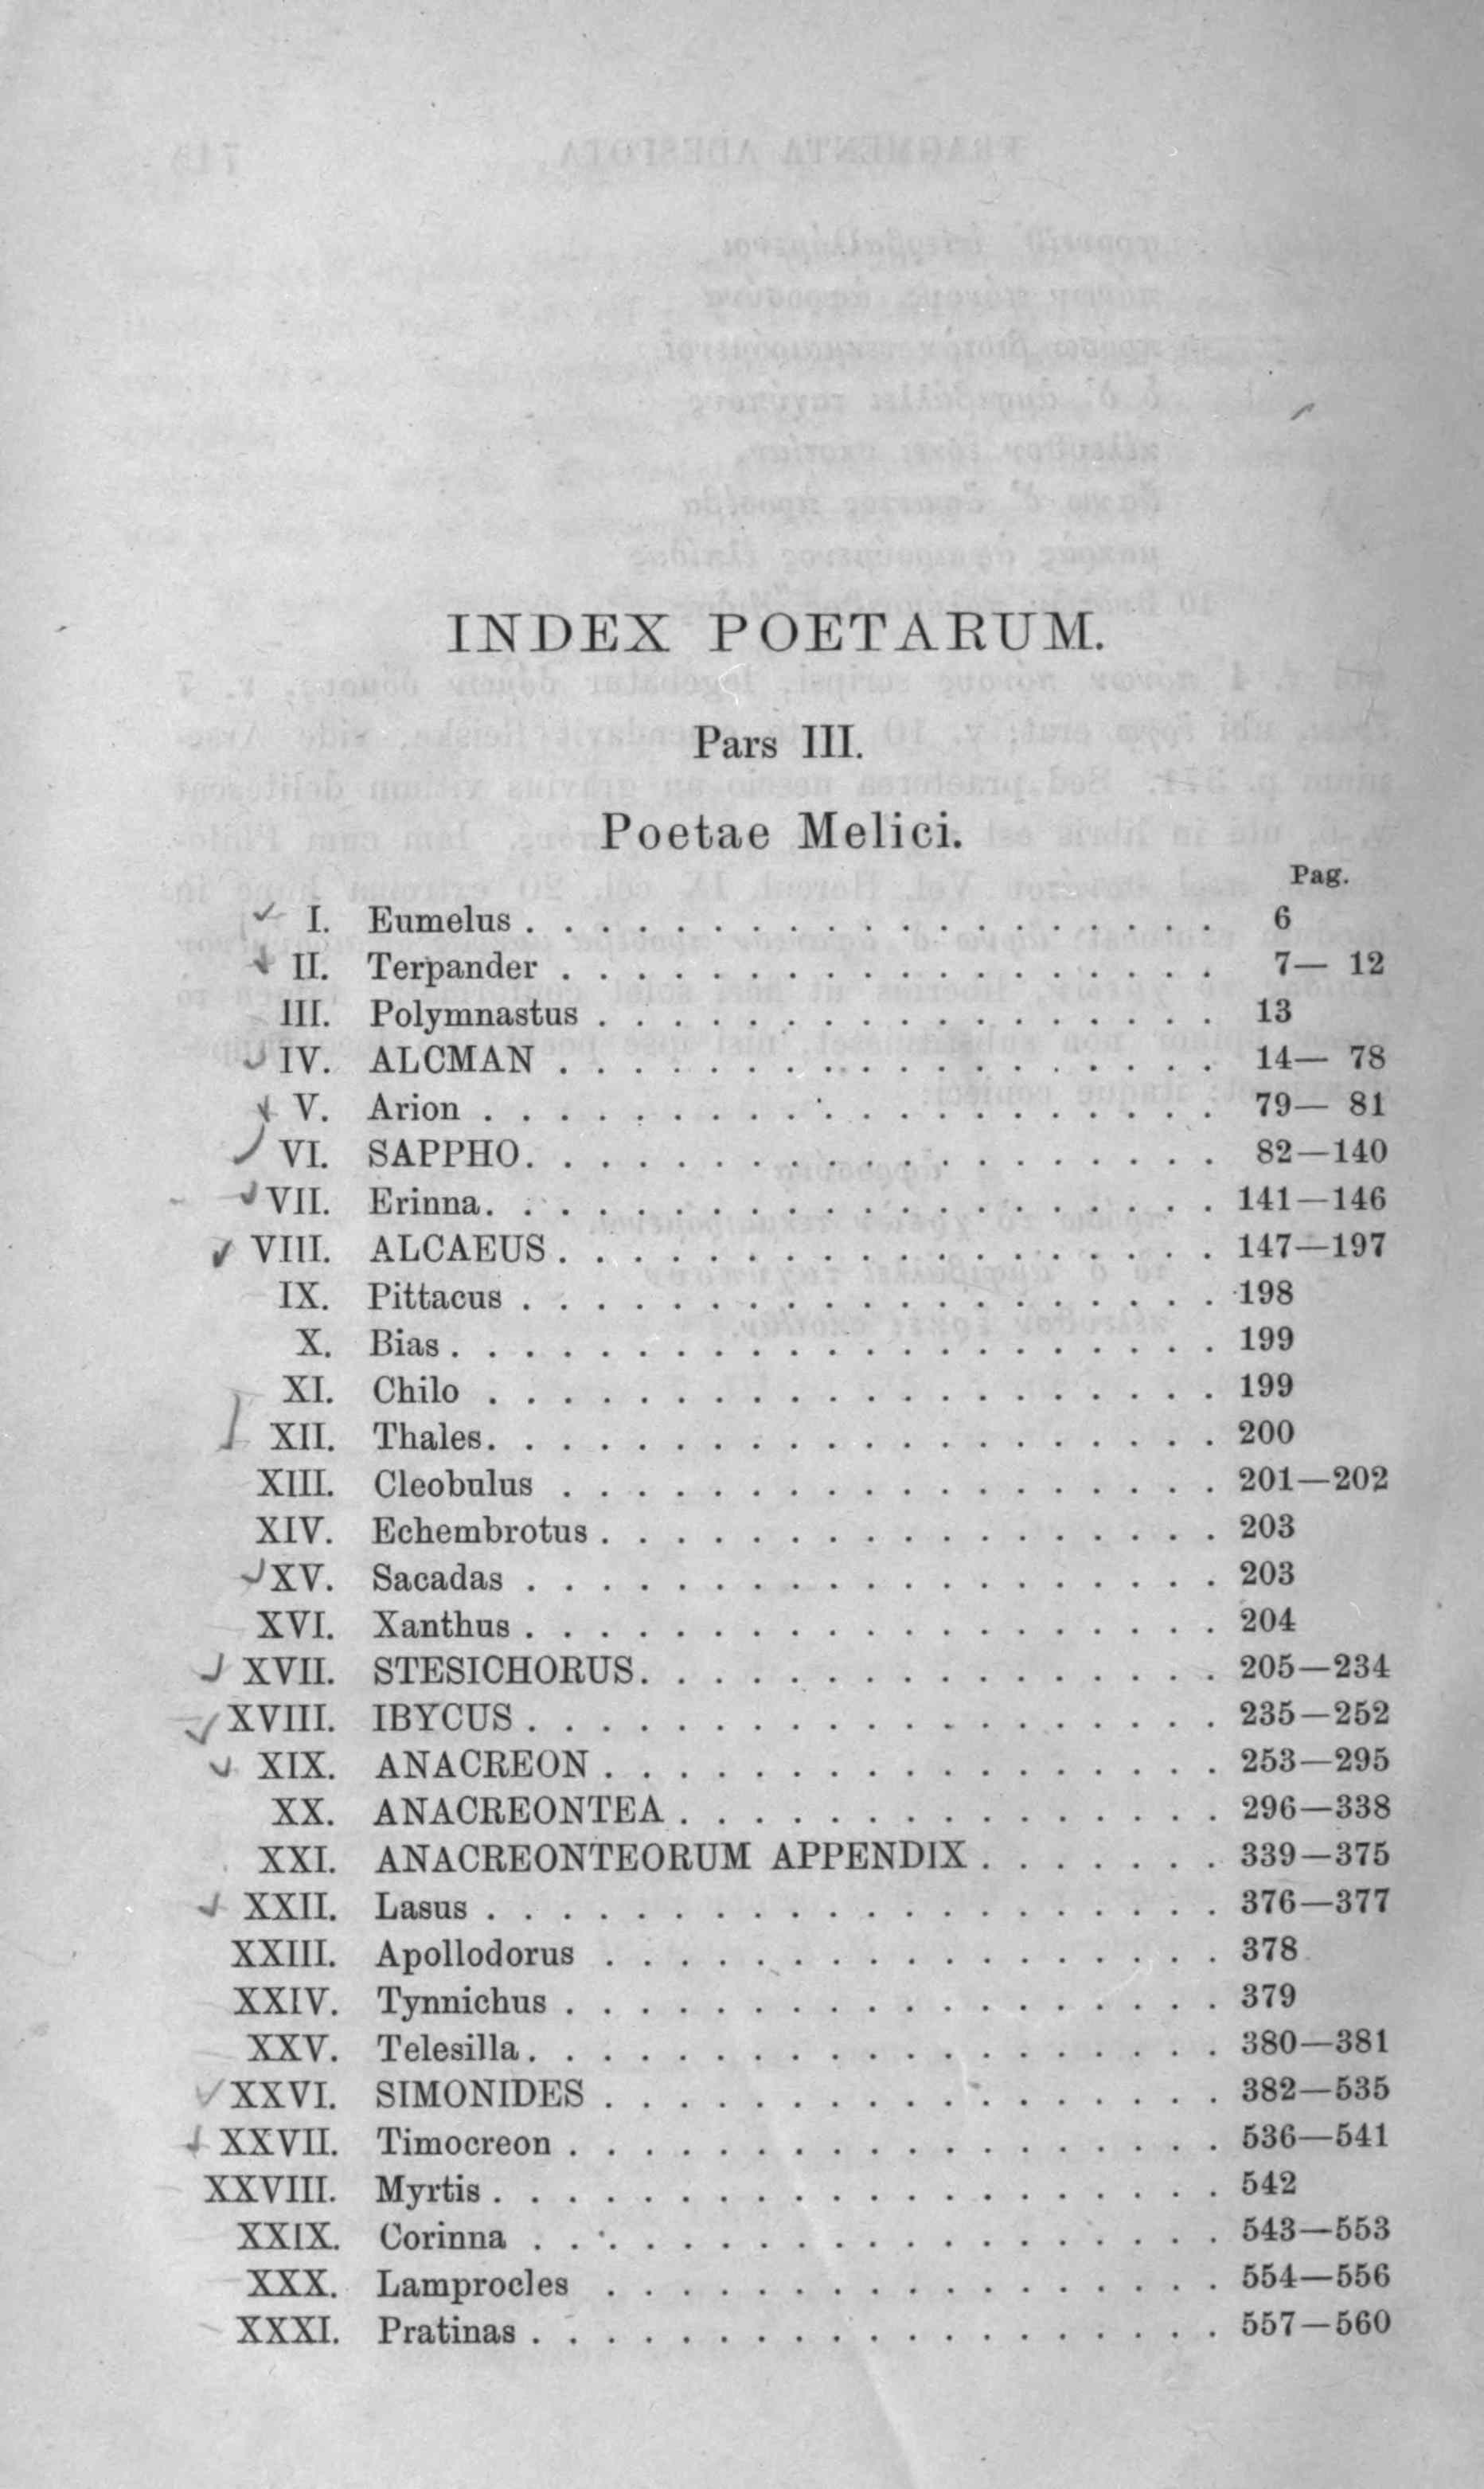 INDEX POETARUM.
Pars III.
Poetae Melici.
Pag.
I. Eumelus . . . . . . . . . . . . . . . . . . . 6
II. Terpander . . . . . . . . . . . . . . . . . . 7— 12
III. Polymnastus . . . . . . . . . . . . . . . . . 13
IV. ALCMAN . . . . . . . . . . . . . . . . . . 14— 78
V. Arion . . . . . . . . . . . . . . . . . . . . 79— 81
VI. SAPPHO . . . . . . . . . . . . . . . . . . . 82—140
VII. Erinna . . . . . . . . . . . . . . . . . . . . 141—146
VIII. ALCAEUS . . . . . . . . . . . . . . . . . . 147—197
IX. Pittacus . . . . . . . . . . . . . . . . . . . 198
X. Bias . . . . . . . . . . . . . . . . . . . . . 199
XI. Chilo . . . . . . . . . . . . . . . . . . . . 199
XII. Thales . . . . . . . . . . . . . . . . . . . . 200
XIII. Cleobulus . . . . . . . . . . . . . . . . . . 201—202
XIV. Echembrotus . . . . . . . . . . . . . . . . . 203
XV. Sacadas . . . . . . . . . . . . . . . . . . . 203
XVI. Xanthus . . . . . . . . . . . . . . . . . . . 204
XVII. STESICHORUS . . . . . . . . . . . . . . . . 205—234
XVIII. IBYCUS . . . . . . . . . . . . . . . . . . . 235—252
XIX. ANACREON . . . . . . . . . . . . . . . . . 253—295
XX. ANACREONTEA . . . . . . . . . . . . . . . 296—338
XXI. ANACREONTEORUM APPENDIX . . . . . . . 339—375
XXII. Lasus . . . . . . . . . . . . . . . . . . . . 376—377
XXIII. Apollodorus . . . . . . . . . . . . . . . . . 378
XXIV. Tynnichus . . . . . . . . . . . . . . . . . . 379
XXV. Telesilla . . . . . . . . . . . . . . . . . . . 380—381
XXVI. SIMONIDES . . . . . . . . . . . . . . . . . 382—535
XXVII. Timocreon . . . . . . . . . . . . . . . . . . 536—541
XXVIII. Myrtis . . . . . . . . . . . . . . . . . . . . 542
XXIX. Corinna . . . . . . . . . . . . . . . . . . . 543—553
XXX. Lamprocles . . . . . . . . . . . . . . . . . 554—556
XXXI. Pratinas . . . . . . . . . . . . . . . . . . . 557—560